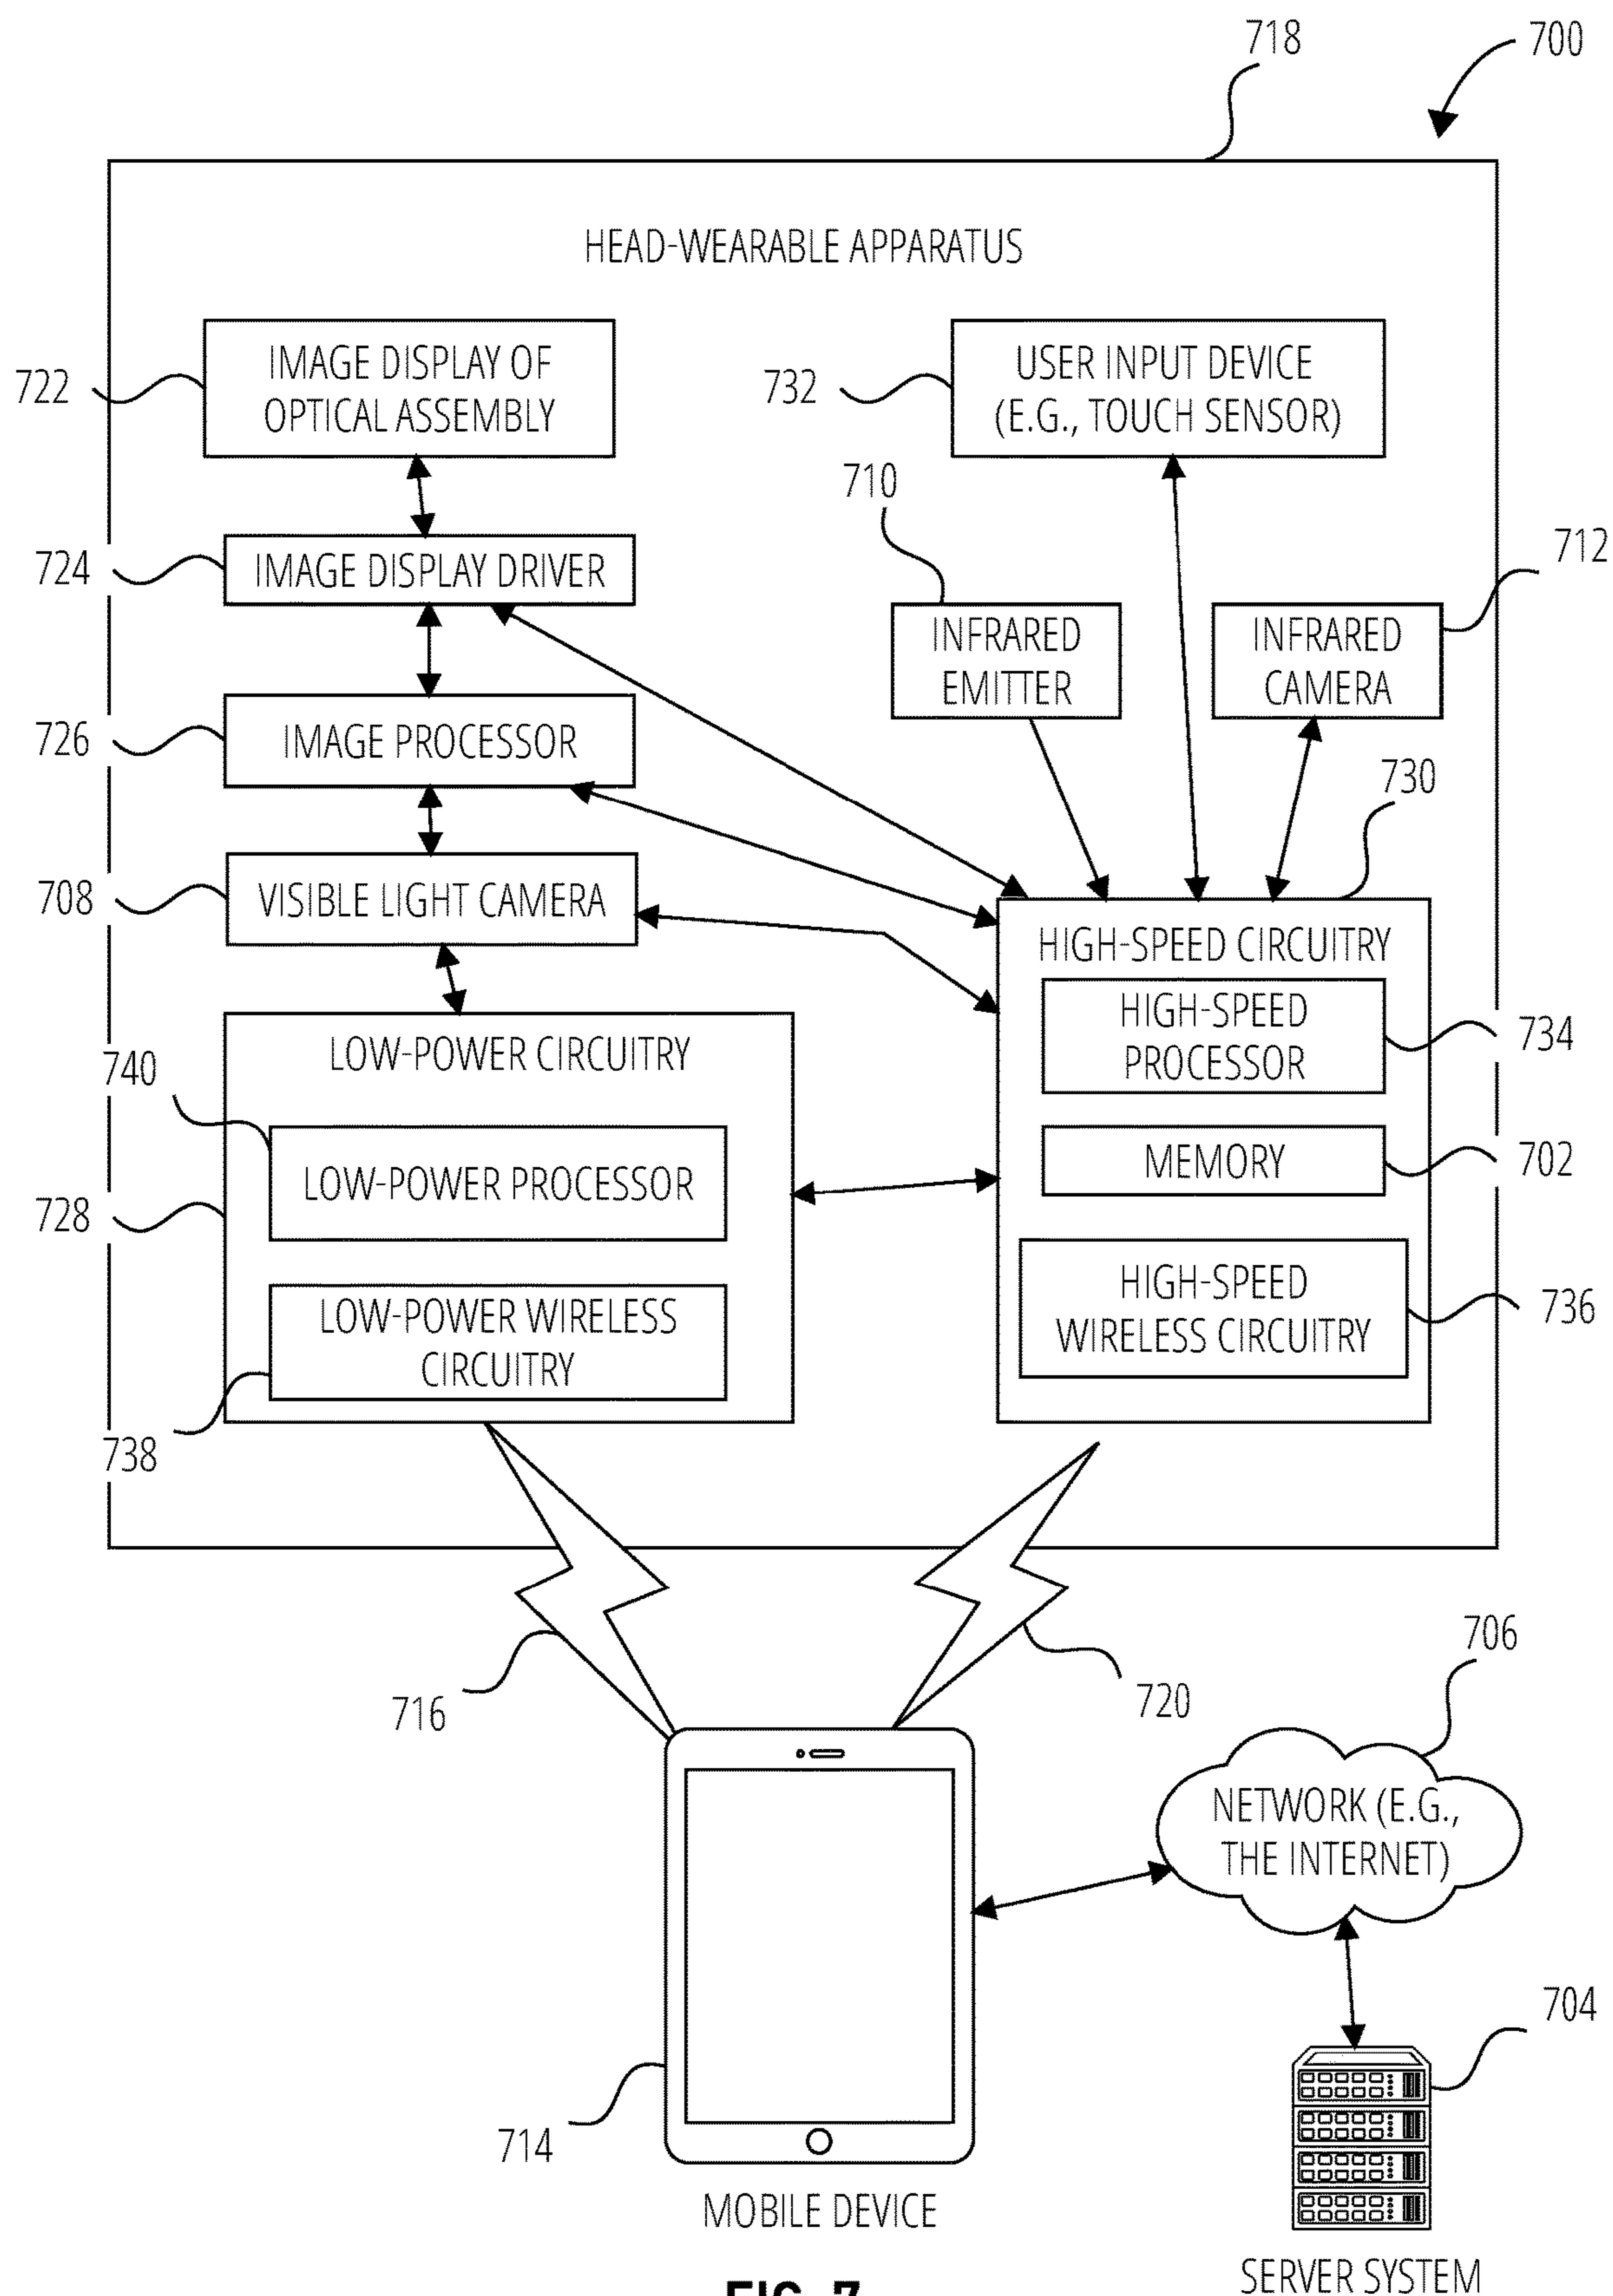 718
700
HEAD-WEARABLE APPARATUS
722
IMAGE DISPLAY OF
OPTICAL ASSEMBLY
732
USER INPUT DEVICE
(E.G., TOUCH SENSOR)
710
724
IMAGE DISPLAY DRIVER
712
INFRARED
EMITTER
INFRARED
CAMERA
726
IMAGE PROCESSOR
730
708
VISIBLE LIGHT CAMERA
HIGH-SPEED CIRCUITRY
HIGH-SPEED
PROCESSOR
734
LOW-POWER CIRCUITRY
740
LOW-POWER PROCESSOR
MEMORY
702
728
LOW-POWER WIRELESS
CIRCUITRY
HIGH-SPEED
WIRELESS CIRCUITRY
736
738
716
720
706
NETWORK (E.G.,
THE INTERNET)
704
714
MOBILE DEVICE
SERVER SYSTEM
FIG. 7